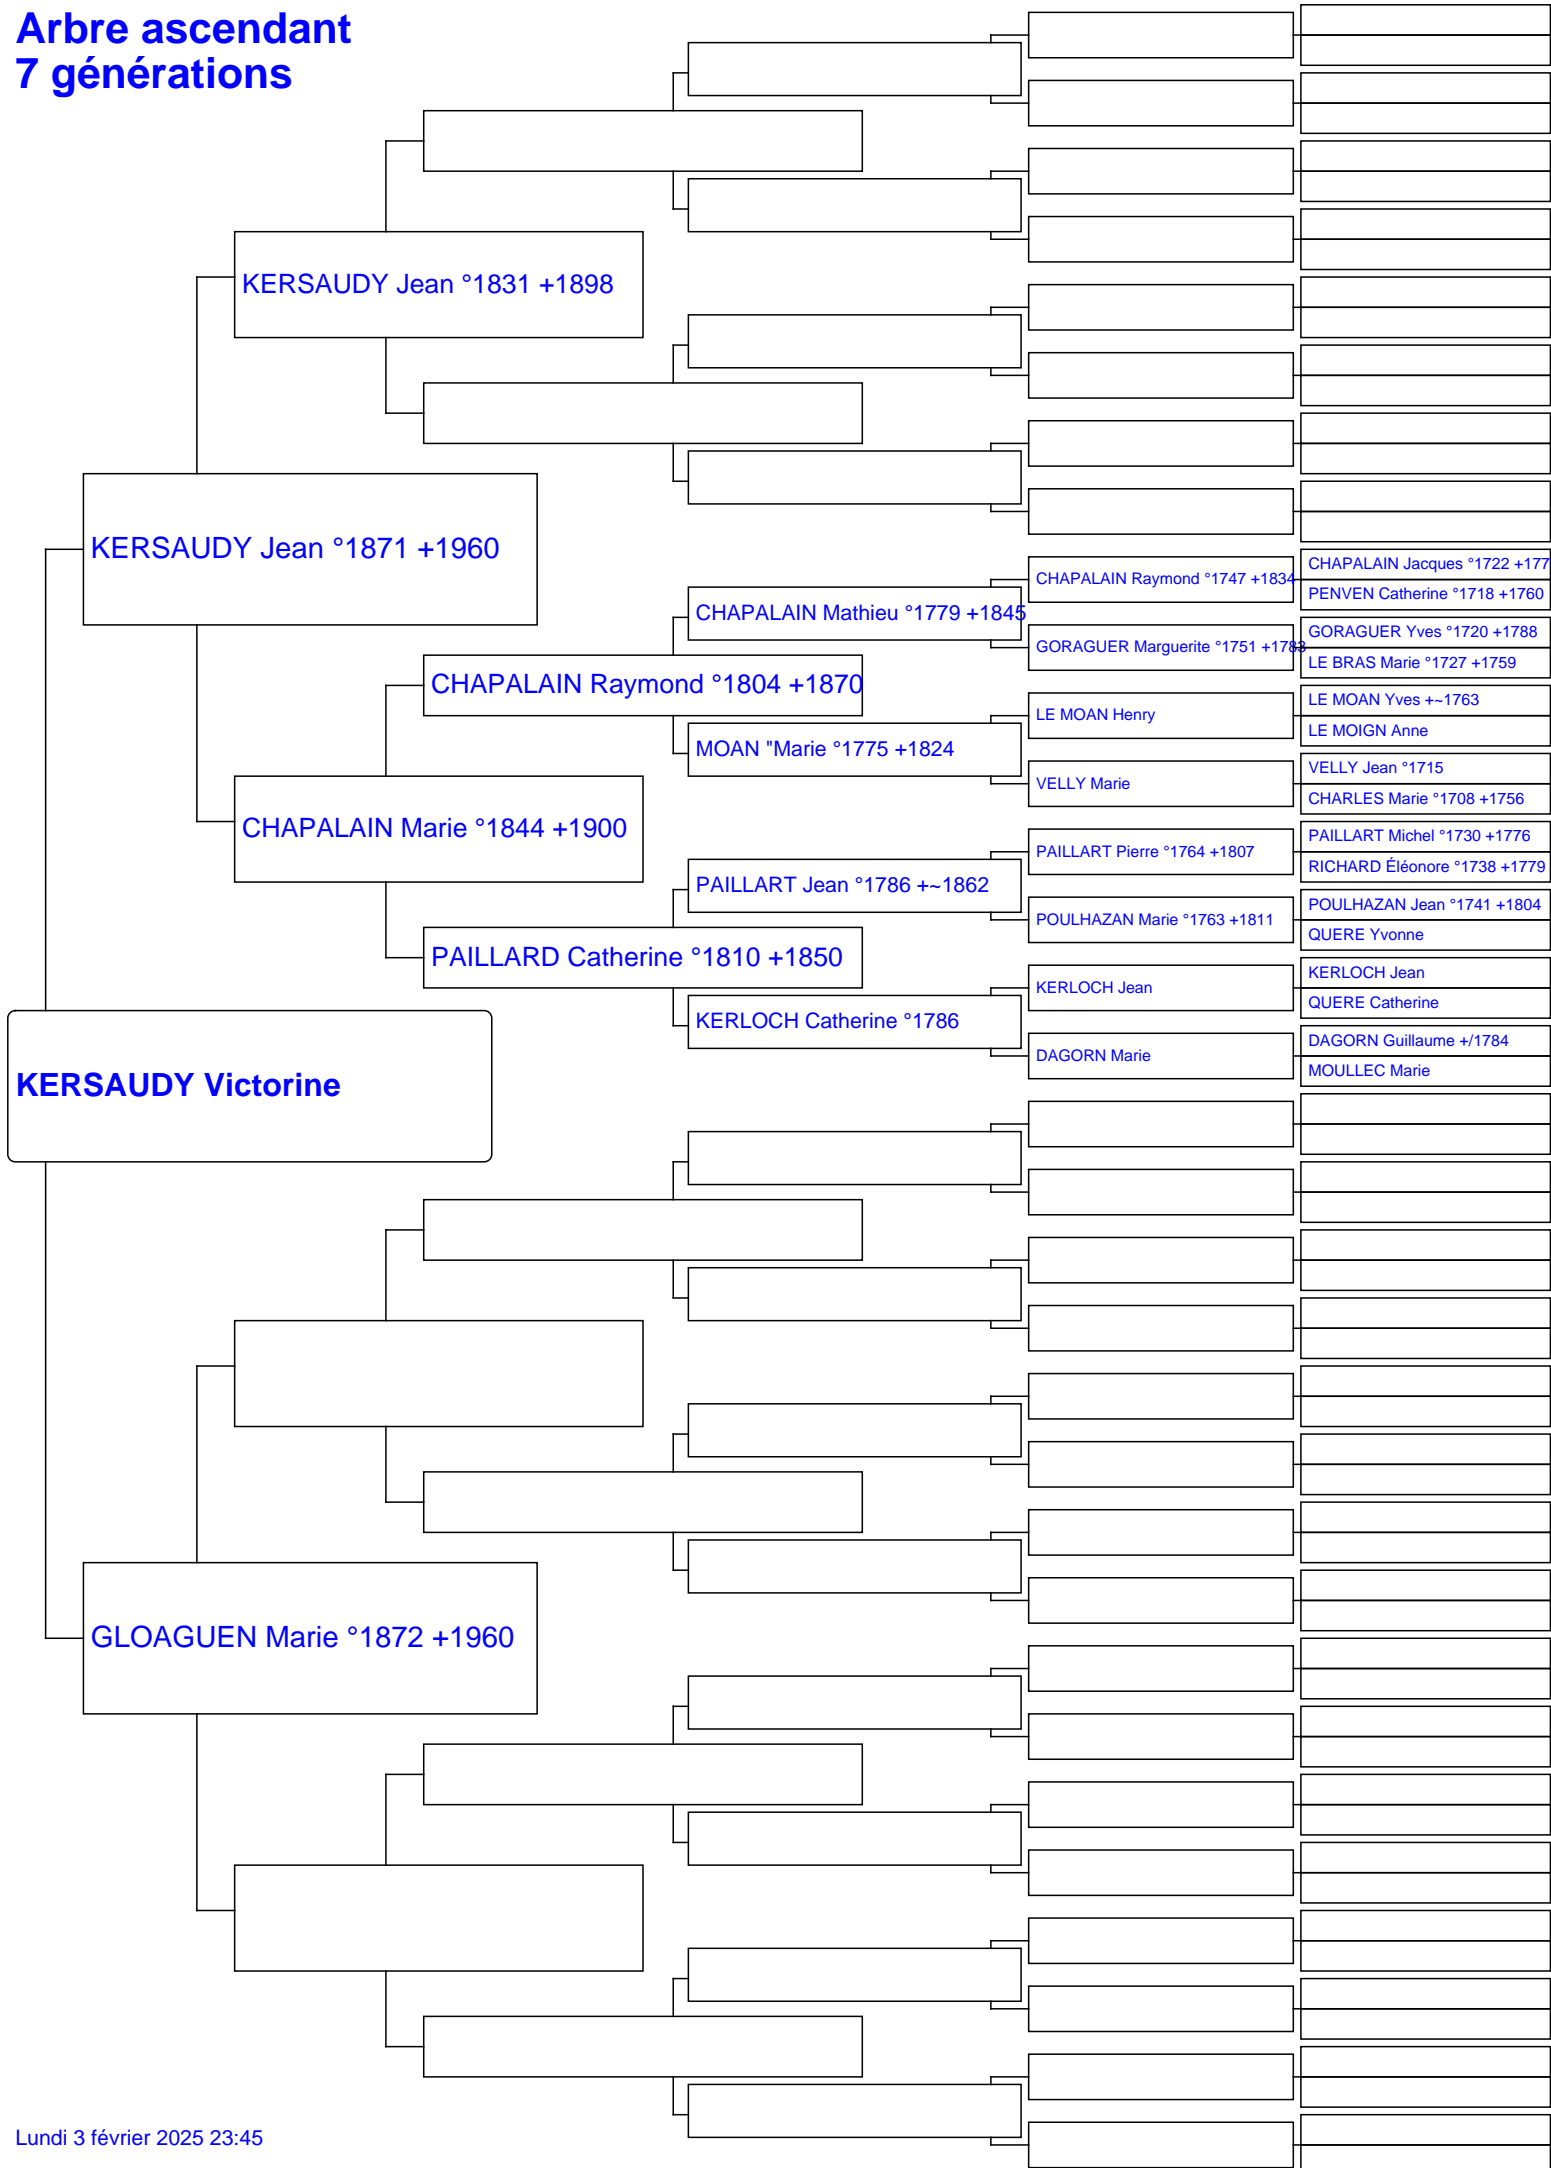 Arbre ascendant
7 générations
KERSAUDY Jean °1831 +1898
KERSAUDY Jean °1871 +1960
CHAPALAIN Jacques °1722 +177
CHAPALAIN Raymond °1747 +1834
PENVEN Catherine °1718 +1760
CHAPALAIN Mathieu °1779 +1845
GORAGUER Yves °1720 +1788
GORAGUER Marguerite °1751 +1783
LE BRAS Marie °1727 +1759
CHAPALAIN Raymond °1804 +1870
LE MOAN Yves +~1763
LE MOAN Henry
LE MOIGN Anne
MOAN "Marie °1775 +1824
VELLY Jean °1715
VELLY Marie
CHARLES Marie °1708 +1756
CHAPALAIN Marie °1844 +1900
PAILLART Michel °1730 +1776
PAILLART Pierre °1764 +1807
RICHARD Éléonore °1738 +1779
PAILLART Jean °1786 +~1862
POULHAZAN Jean °1741 +1804
POULHAZAN Marie °1763 +1811
QUERE Yvonne
PAILLARD Catherine °1810 +1850
KERLOCH Jean
KERLOCH Jean
QUERE Catherine
KERLOCH Catherine °1786
DAGORN Guillaume +/1784
DAGORN Marie
MOULLEC Marie
KERSAUDY Victorine
GLOAGUEN Marie °1872 +1960
Lundi 3 février 2025 23:45